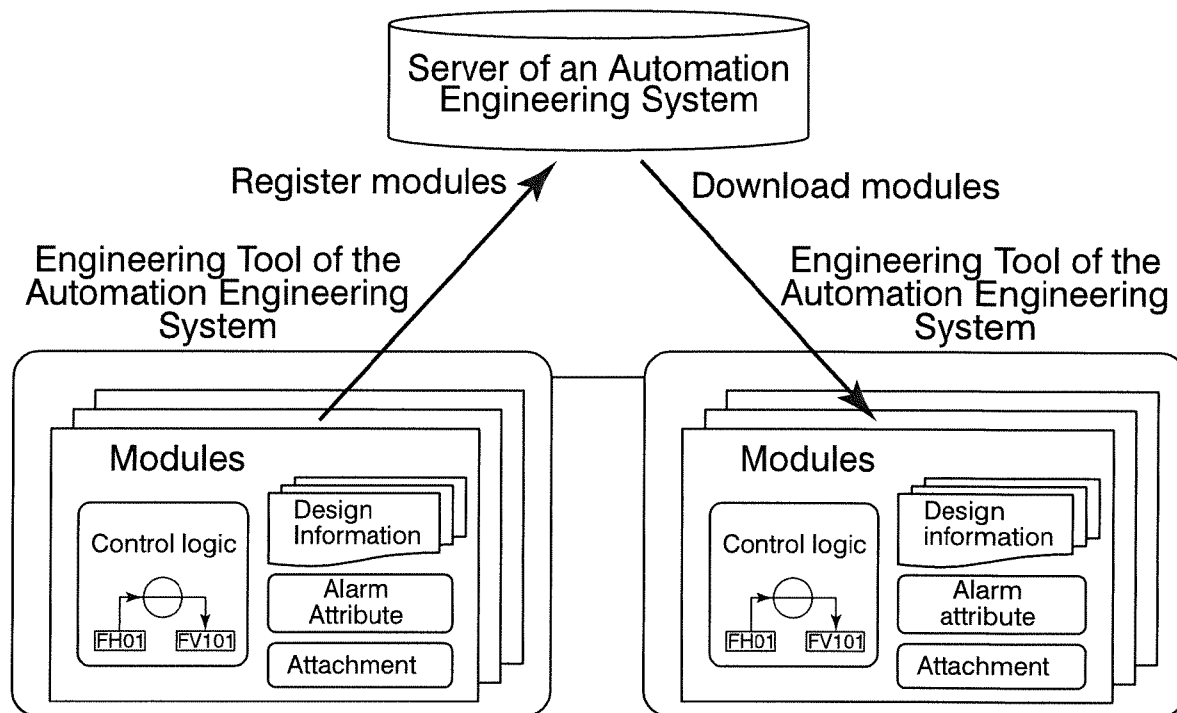 Server of an Automation
Engineering System
Register modules
Download modules
Engineering Tool of the
Automation Engineering
System
Engineering Tool of the
Automation Engineering
System
Modules
Control logic
FH01
FV101
Design
Information
Alarm
Attribute
Attachment
Modules
Control logic
FH01
FV101
Design
information
Alarm
attribute
Attachment